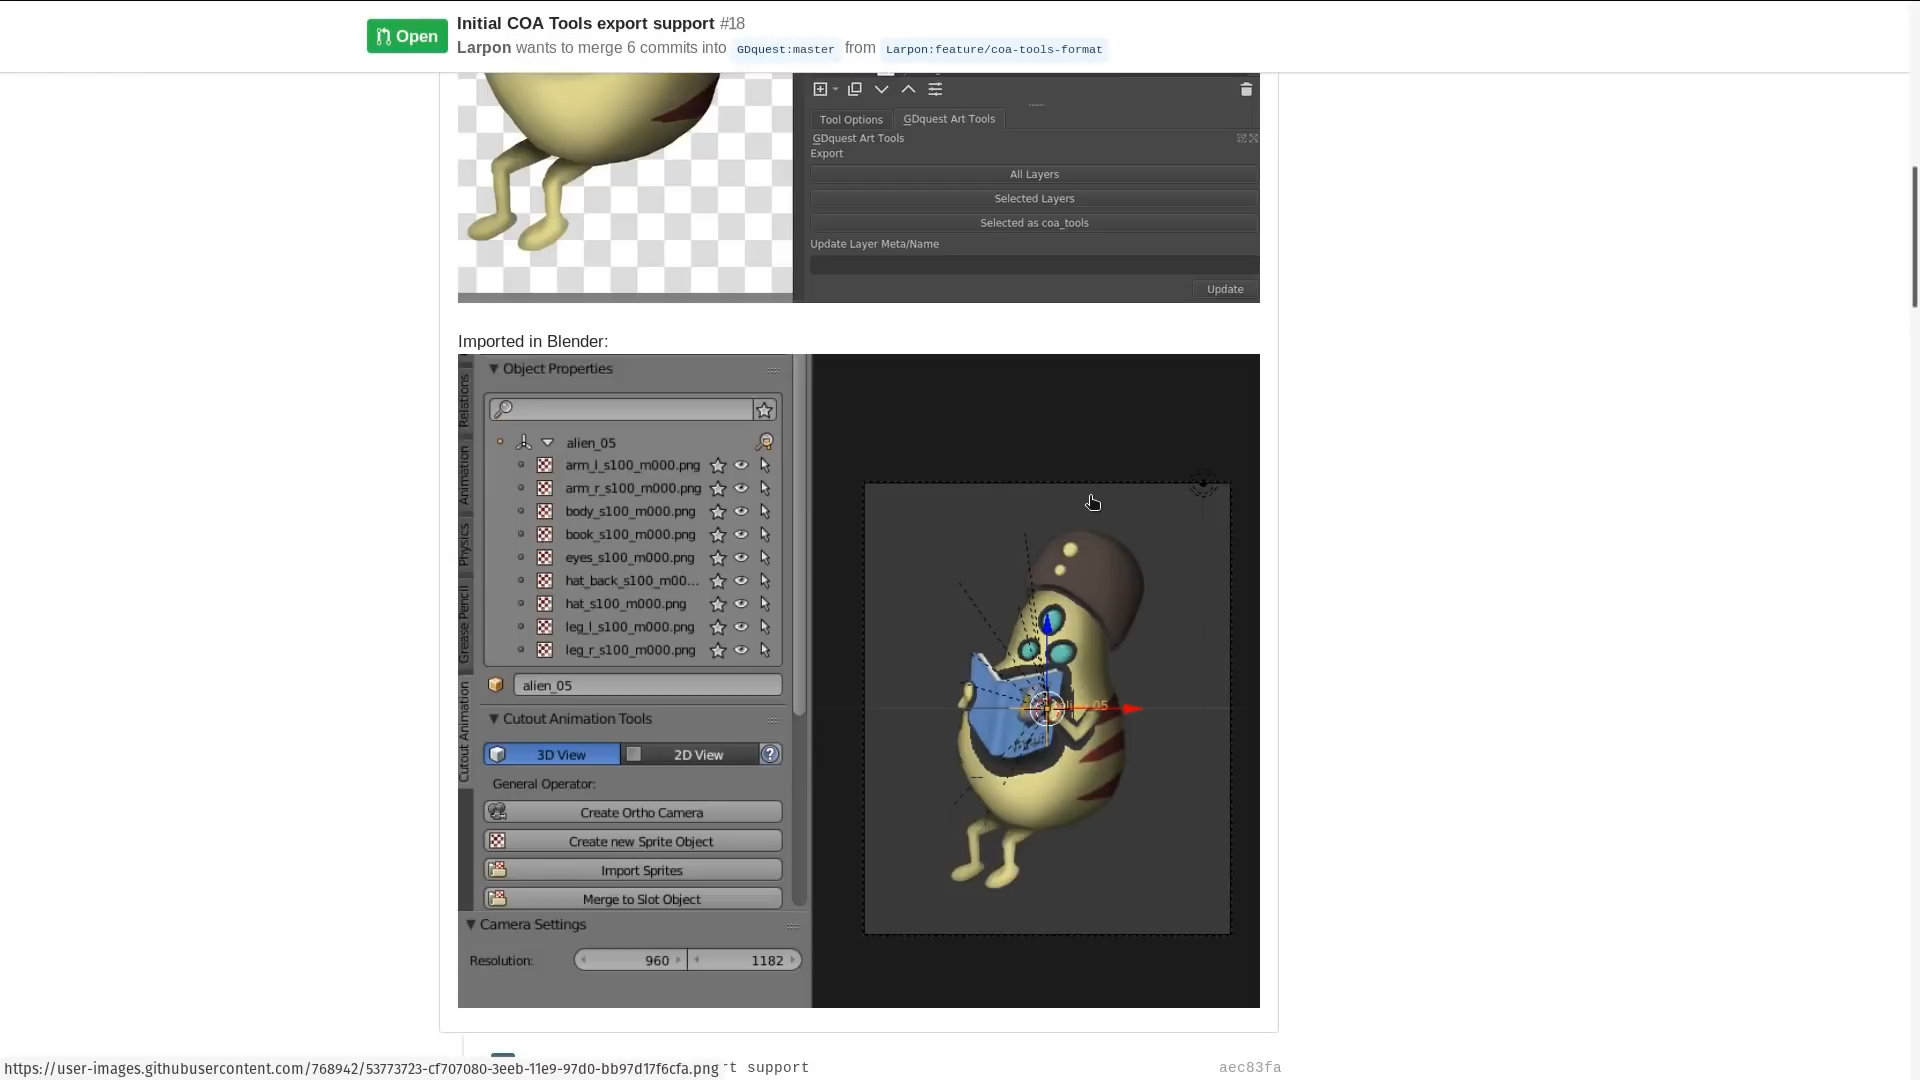 Open
Initial COA Tools export support #18
Larpon wants to merge 6 commits into GDquest:master from Larpon:feature/coa-tools-format
Tool Options GDquest Art Tools
GDquest Art Tools
Export
All Layers
Selected Layers
Selected as coa_tools
Update Layer Meta/Name
Update
Imported in Blender:
Relations
Animation
Physics
Grease Pencil
Cutout Animation
Object Properties
alien_05
arm_l_s100_m000.png
arm_r_s100_m000.png
body_s100_m000.png
book_s100_m000.png
eyes_s100_m000.png
hat_back_s100_m00...
hat_s100_m000.png
leg_l_s100_m000.png
leg_r_s100_m000.png
alien_05
Cutout Animation Tools
3D View 2D View ?
General Operator:
Create Ortho Camera
Create new Sprite Object
Import Sprites
Merge to Slot Object
Camera Settings
Resolution: 960 1182
alien_05
https://user-images.githubusercontent.com/768942/53773723-cf707080-3eeb-11e9-97d0-bb97d17f6cfa.png
support aec83fa